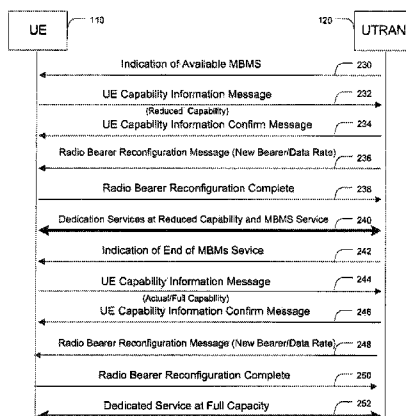 UE
110
120
UTRAN
Indication of Available MBMS
230
UE Capability Information Message
232
(Reduced Capability)
UE Capability Information Confirm Message
234
Radio Bearer Reconfiguration Message (New Bearer/Data Rate)
236
Radio Bearer Reconfiguration Complete
238
Dedication Services at Reduced Capability and MBMS Service
240
Indication of End of MBMs Sevice
242
UE Capability Information Message
244
(Actual/Full Capability)
UE Capability Information Confirm Message
246
Radio Bearer Reconfiguration Message (New Bearer/Data Rate)
248
Radio Bearer Reconfiguration Complete
250
Dedicated Service at Full Capacity
252